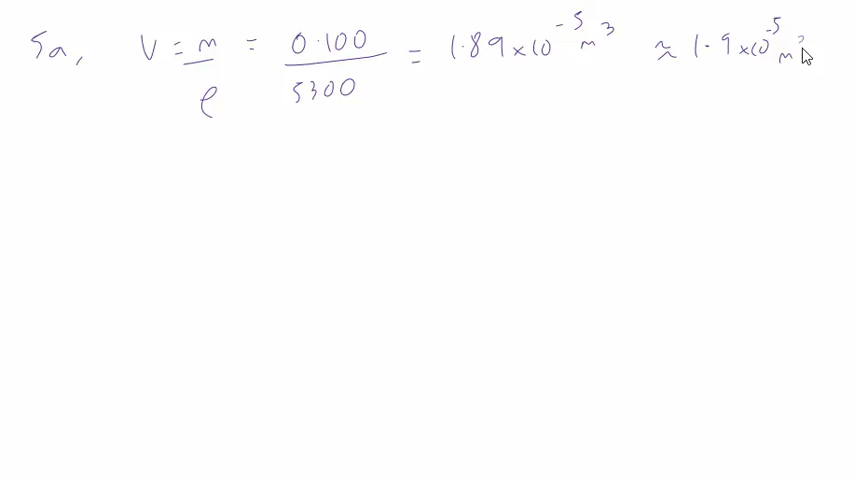 5a, V = m/ρ = 0.100/5300 = 1.89 × 10⁻⁵ m³ ≈ 1.9 × 10⁻⁵ m³